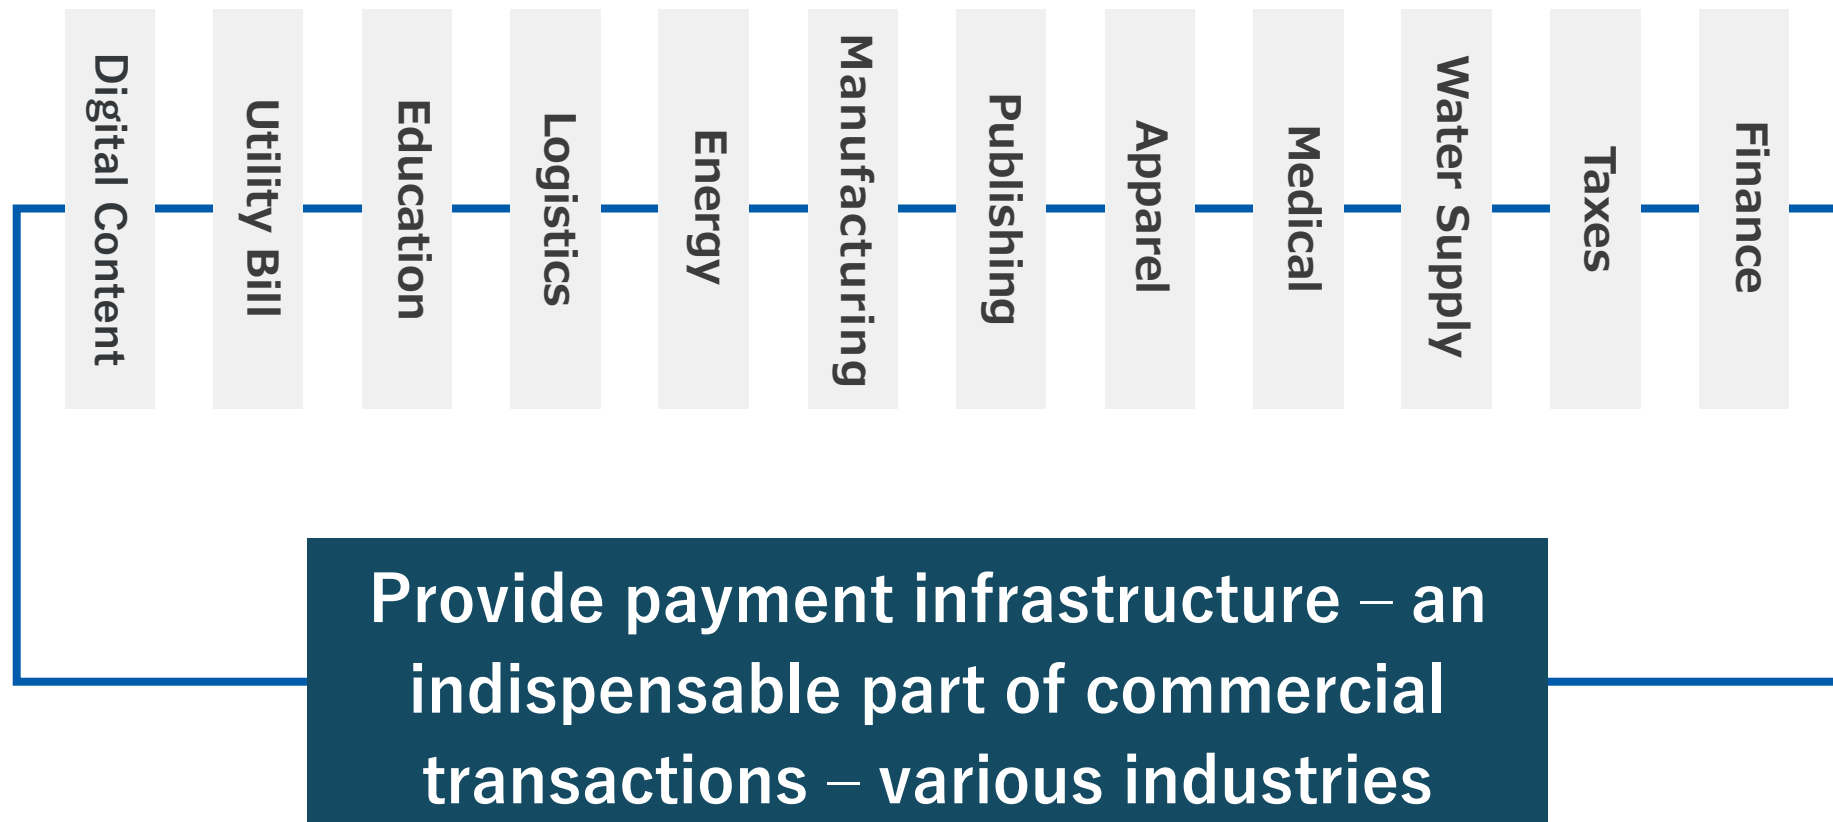 Digital Content
Utility Bill
Education
Logistics
Energy
Manufacturing
Publishing
Apparel
Medical
Water Supply
Taxes
Finance
Provide payment infrastructure – an
indispensable part of commercial
transactions – various industries